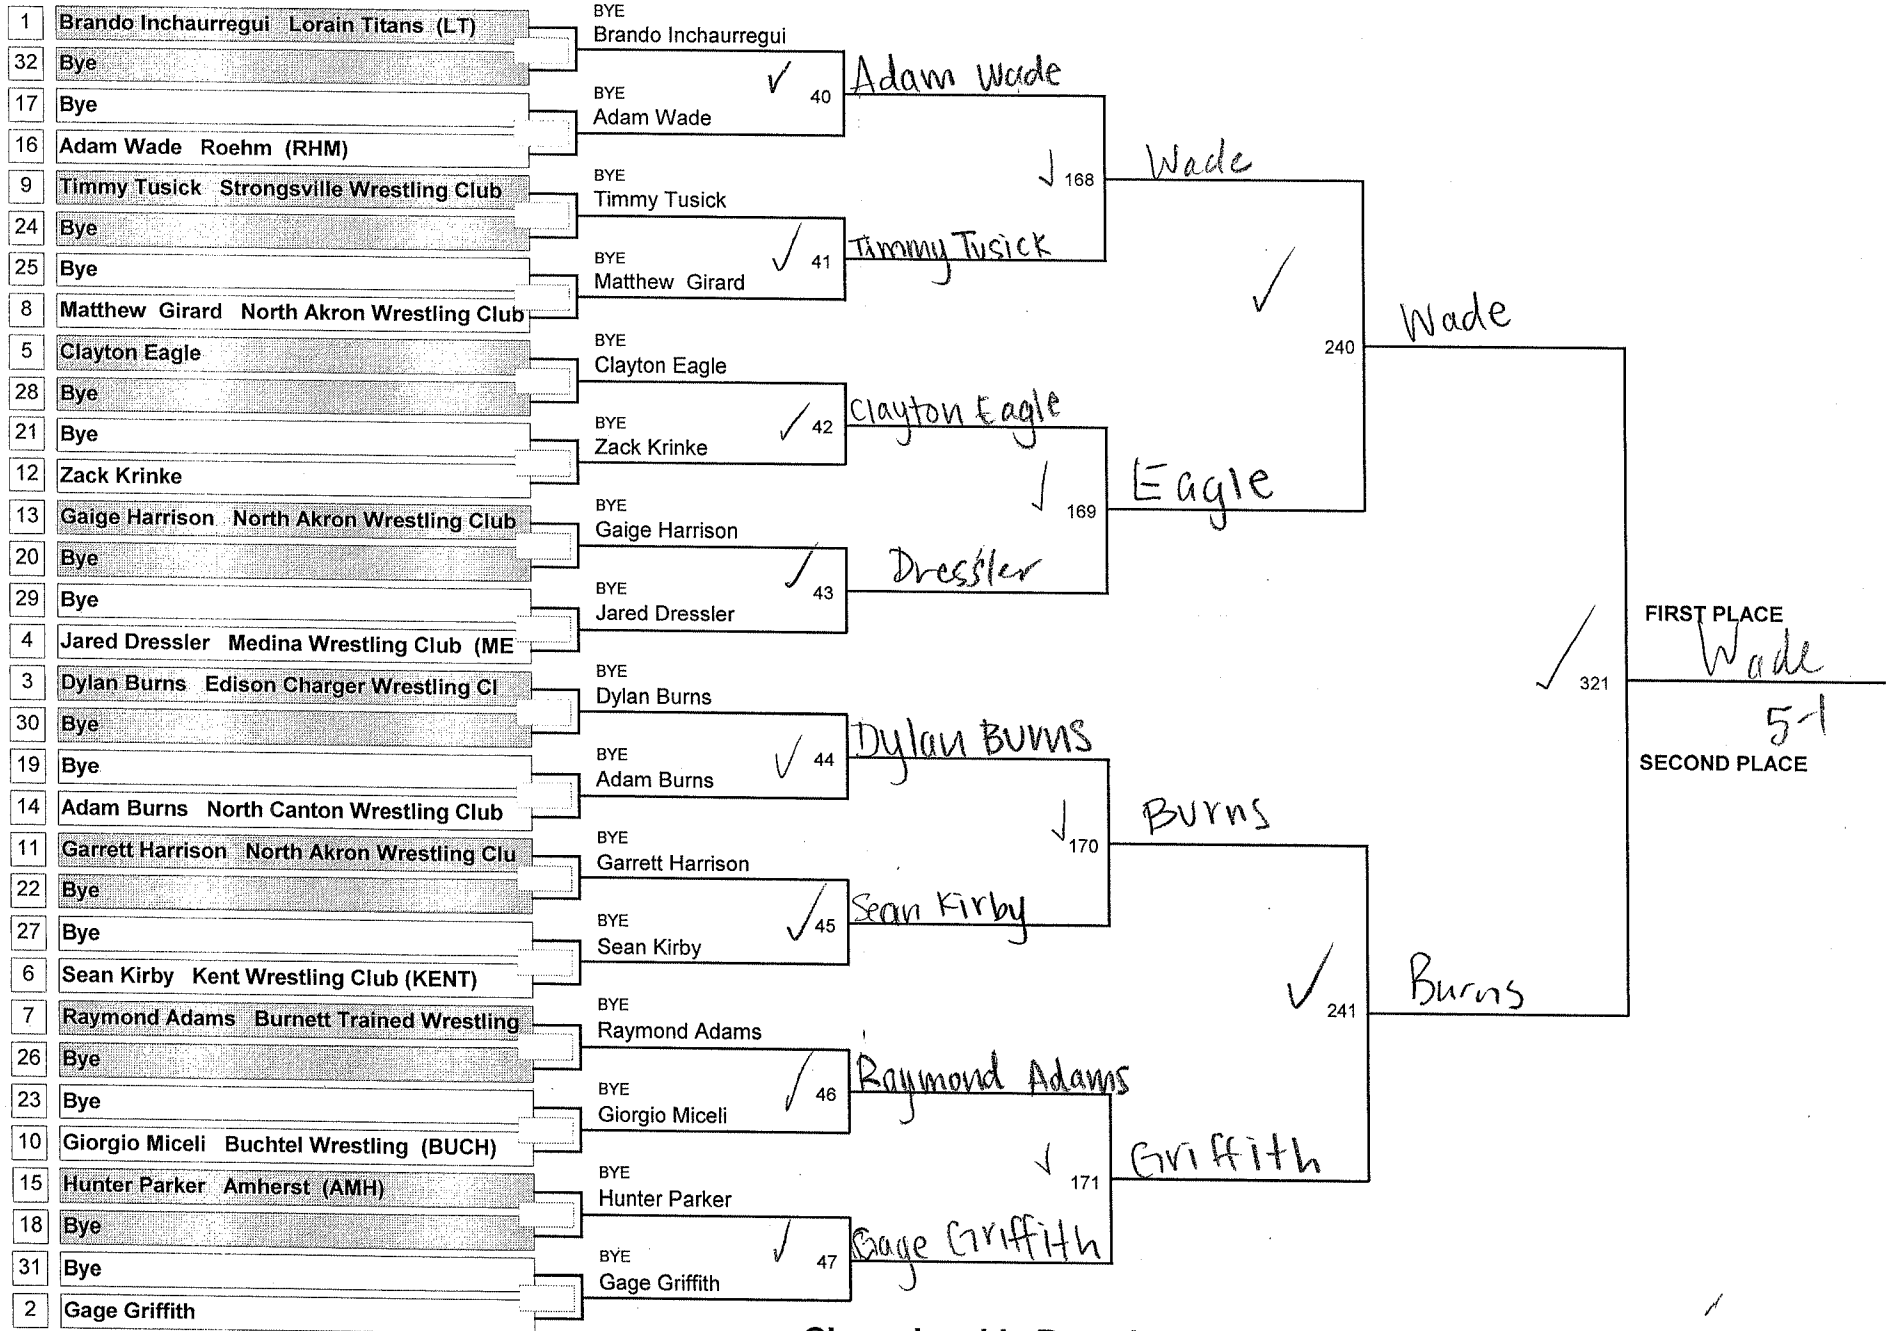 1 Brando Inchaurregui Lorain Titans (LT)
32 Bye
17 Bye
16 Adam Wade Roehm (RHM)
9 Timmy Tusick Strongsville Wrestling Club
24 Bye
25 Bye
8 Matthew Girard North Akron Wrestling Club
5 Clayton Eagle
28 Bye
21 Bye
12 Zack Krinke
13 Gaige Harrison North Akron Wrestling Club
20 Bye
29 Bye
4 Jared Dressler Medina Wrestling Club (ME
3 Dylan Burns Edison Charger Wrestling Cl
30 Bye
19 Bye
14 Adam Burns North Canton Wrestling Club
11 Garrett Harrison North Akron Wrestling Clu
22 Bye
27 Bye
6 Sean Kirby Kent Wrestling Club (KENT)
7 Raymond Adams Burnett Trained Wrestling
26 Bye
23 Bye
10 Giorgio Miceli Buchtel Wrestling (BUCH)
15 Hunter Parker Amherst (AMH)
18 Bye
31 Bye
2 Gage Griffith
BYE
Brando Inchaurregui
40
BYE
Adam Wade
BYE
Timmy Tusick
41
BYE
Matthew Girard
BYE
Clayton Eagle
42
BYE
Zack Krinke
BYE
Gaige Harrison
43
BYE
Jared Dressler
BYE
Dylan Burns
44
BYE
Adam Burns
BYE
Garrett Harrison
45
BYE
Sean Kirby
BYE
Raymond Adams
46
BYE
Giorgio Miceli
BYE
Hunter Parker
47
BYE
Gage Griffith
Adam Wade
168
Timmy Tusick
Clayton Eagle
169
Dressler
Dylan Burns
170
Sean Kirby
Raymond Adams
171
Gage Griffith
Wade
240
Eagle
Burns
241
Griffith
Wade
321
Burns
FIRST PLACE
Wade
5-1
SECOND PLACE